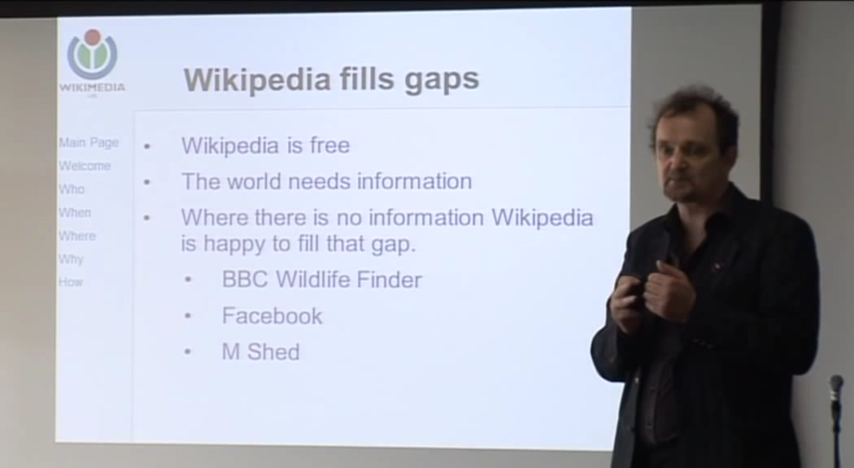 WIKIMEDIA
Wikipedia fills gaps
Main Page
Welcome
Who
When
Where
Why
How
• Wikipedia is free
• The world needs information
• Where there is no information Wikipedia
is happy to fill that gap.
• BBC Wildlife Finder
• Facebook
• M Shed